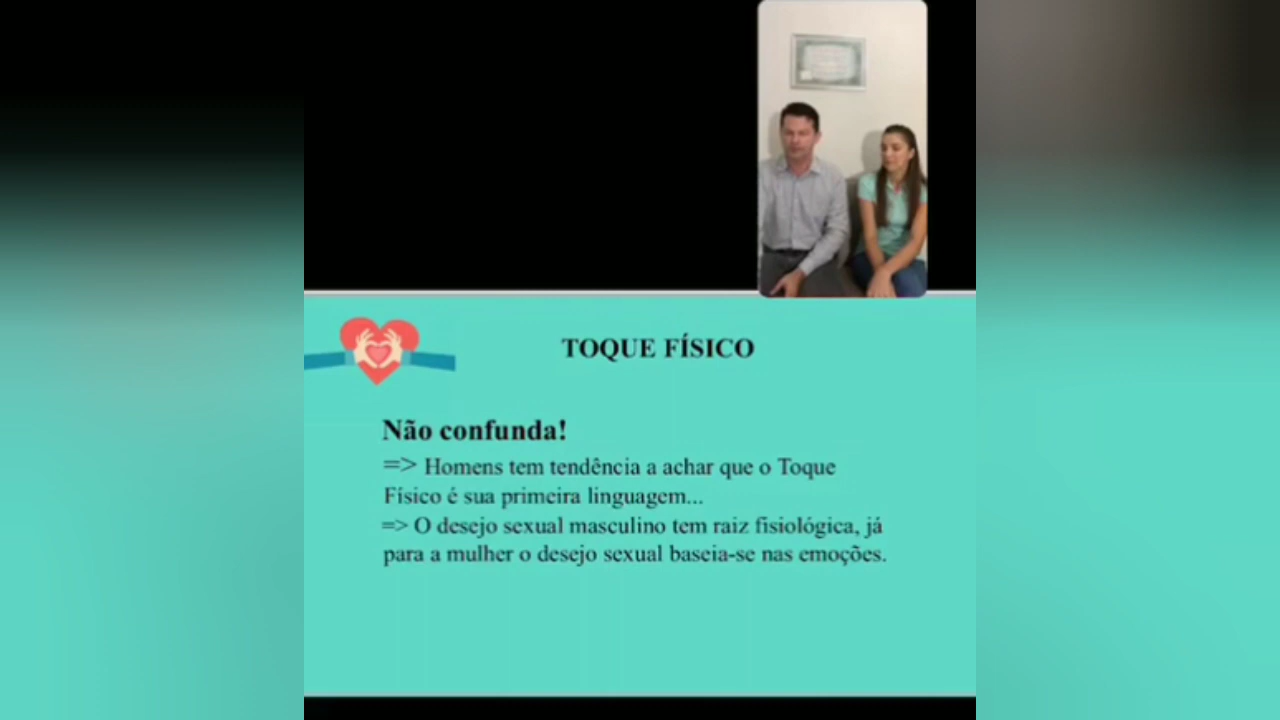 TOQUE FÍSICO
Não confunda!
=> Homens tem tendência a achar que o Toque
Físico é sua primeira linguagem...
=> O desejo sexual masculino tem raiz fisiológica, já
para a mulher o desejo sexual baseia-se nas emoções.